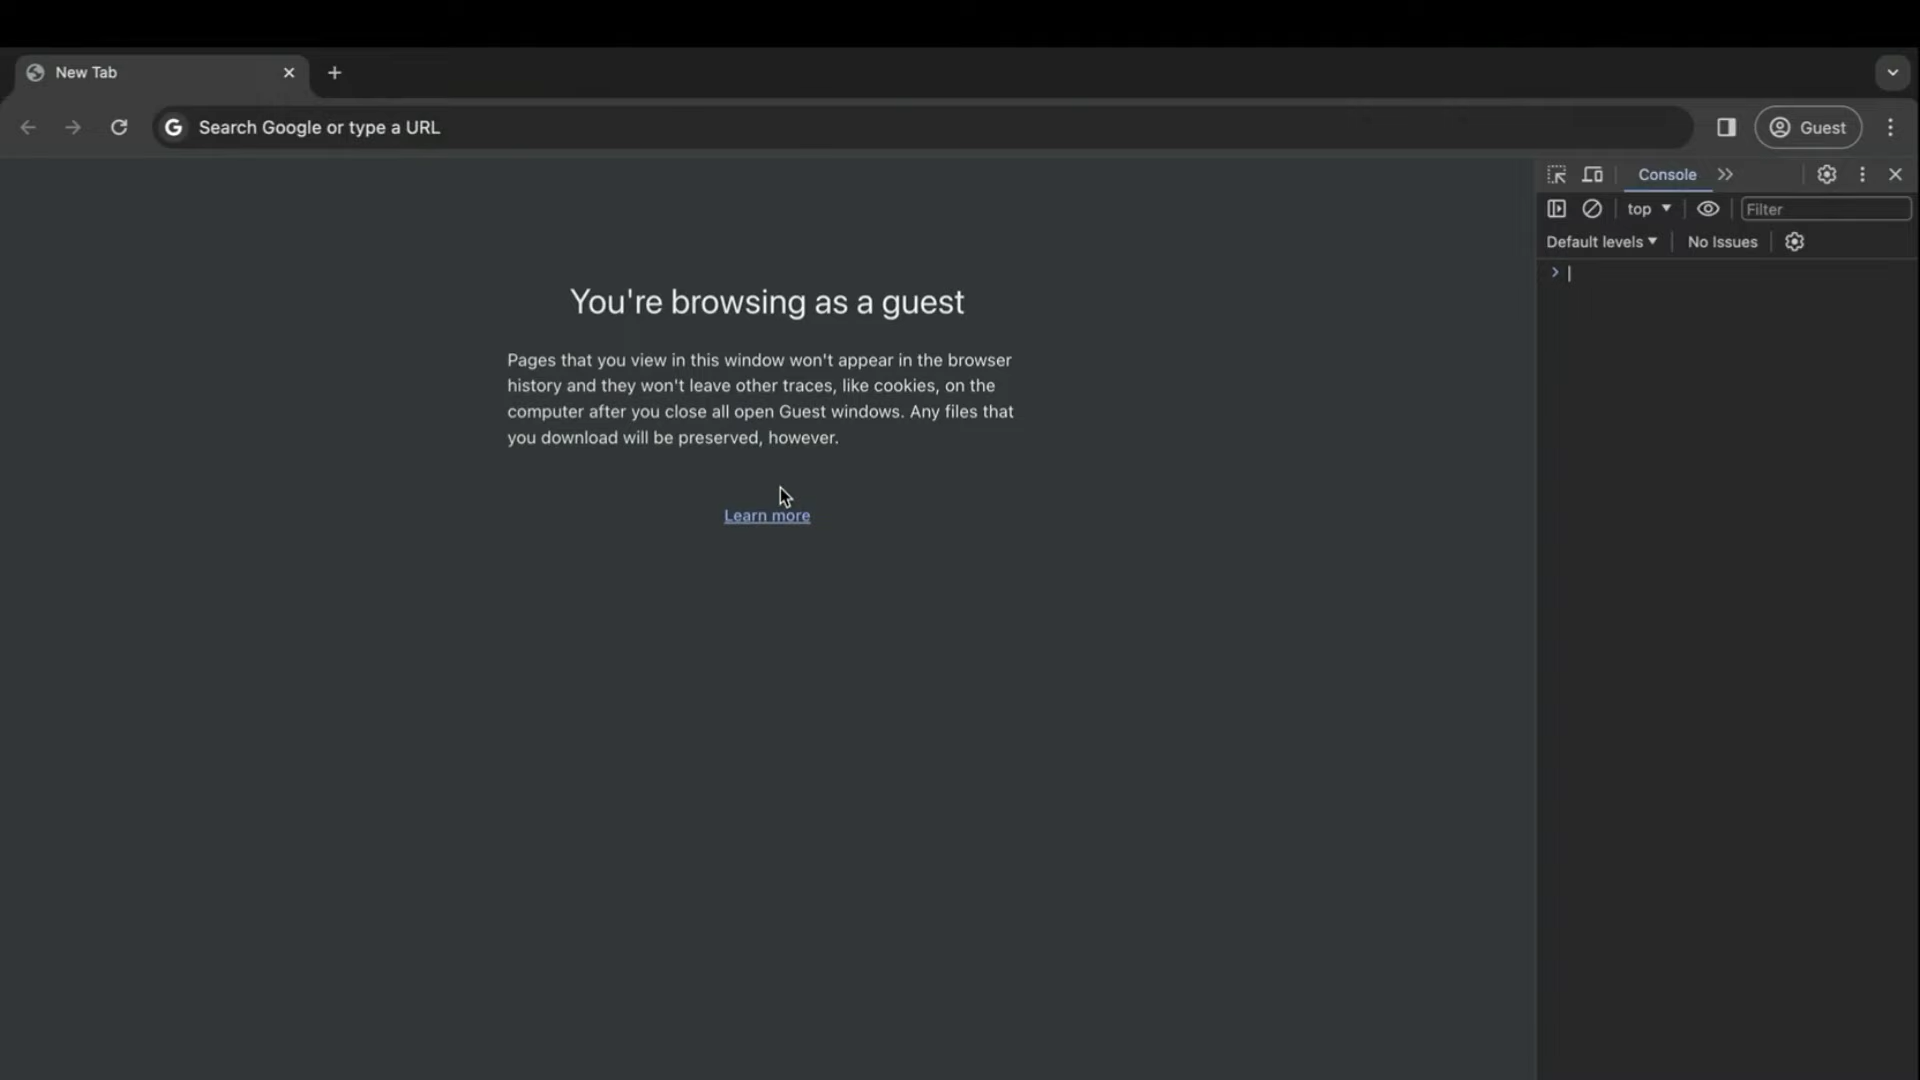 New Tab
Search Google or type a URL
Guest
Console
top
Filter
Default levels
No Issues
You're browsing as a guest
Pages that you view in this window won't appear in the browser
history and they won't leave other traces, like cookies, on the
computer after you close all open Guest windows. Any files that
you download will be preserved, however.
Learn more